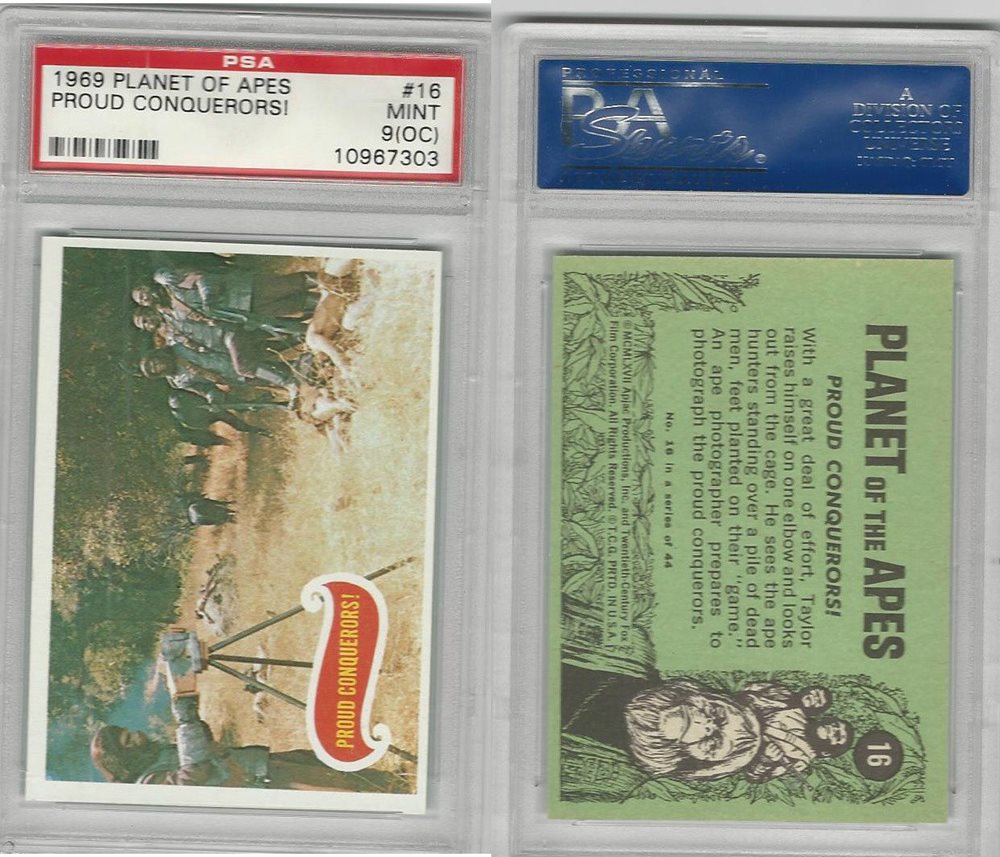 PSA
1969 PLANET OF APES #16
PROUD CONQUERORS! MINT
9(OC)
10967303
PROUD CONQUERORS!
PROFESSIONAL
PSA
Sports
A
DIVISION OF
UNIVERSE
PLANET OF THE APES
PROUD CONQUERORS!
With a great deal of effort, Taylor
raises himself on one elbow and looks
out from the cage. He sees the ape
hunters standing over a pile of dead
men, feet planted on their "game."
An ape photographer prepares to
photograph the proud conquerors.
No. 16 in a series of 44
©MCMLXVII Apjac Productions, Inc. and Twentieth-Century Fox
Film Corporation. All Rights Reserved. © T.C.G. PRTD. IN U.S.A.
16